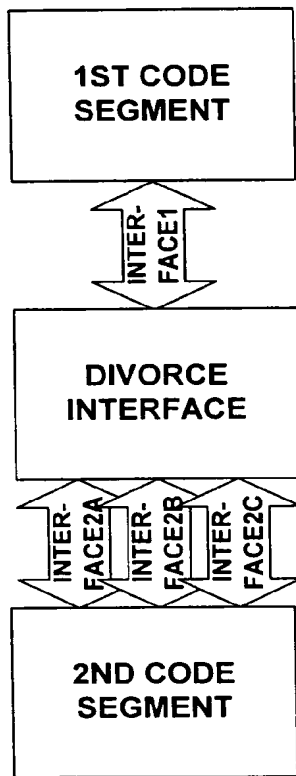 1ST CODE
SEGMENT
INTER-
FACE1
DIVORCE
INTERFACE
INTER-
FACE2A
INTER-
FACE2B
INTER-
FACE2C
2ND CODE
SEGMENT